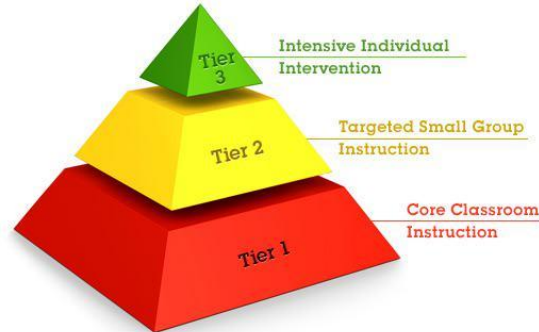 Tier
3
Intensive Individual
Intervention
Tier 2
Targeted Small Group
Instruction
Tier 1
Core Classroom
Instruction